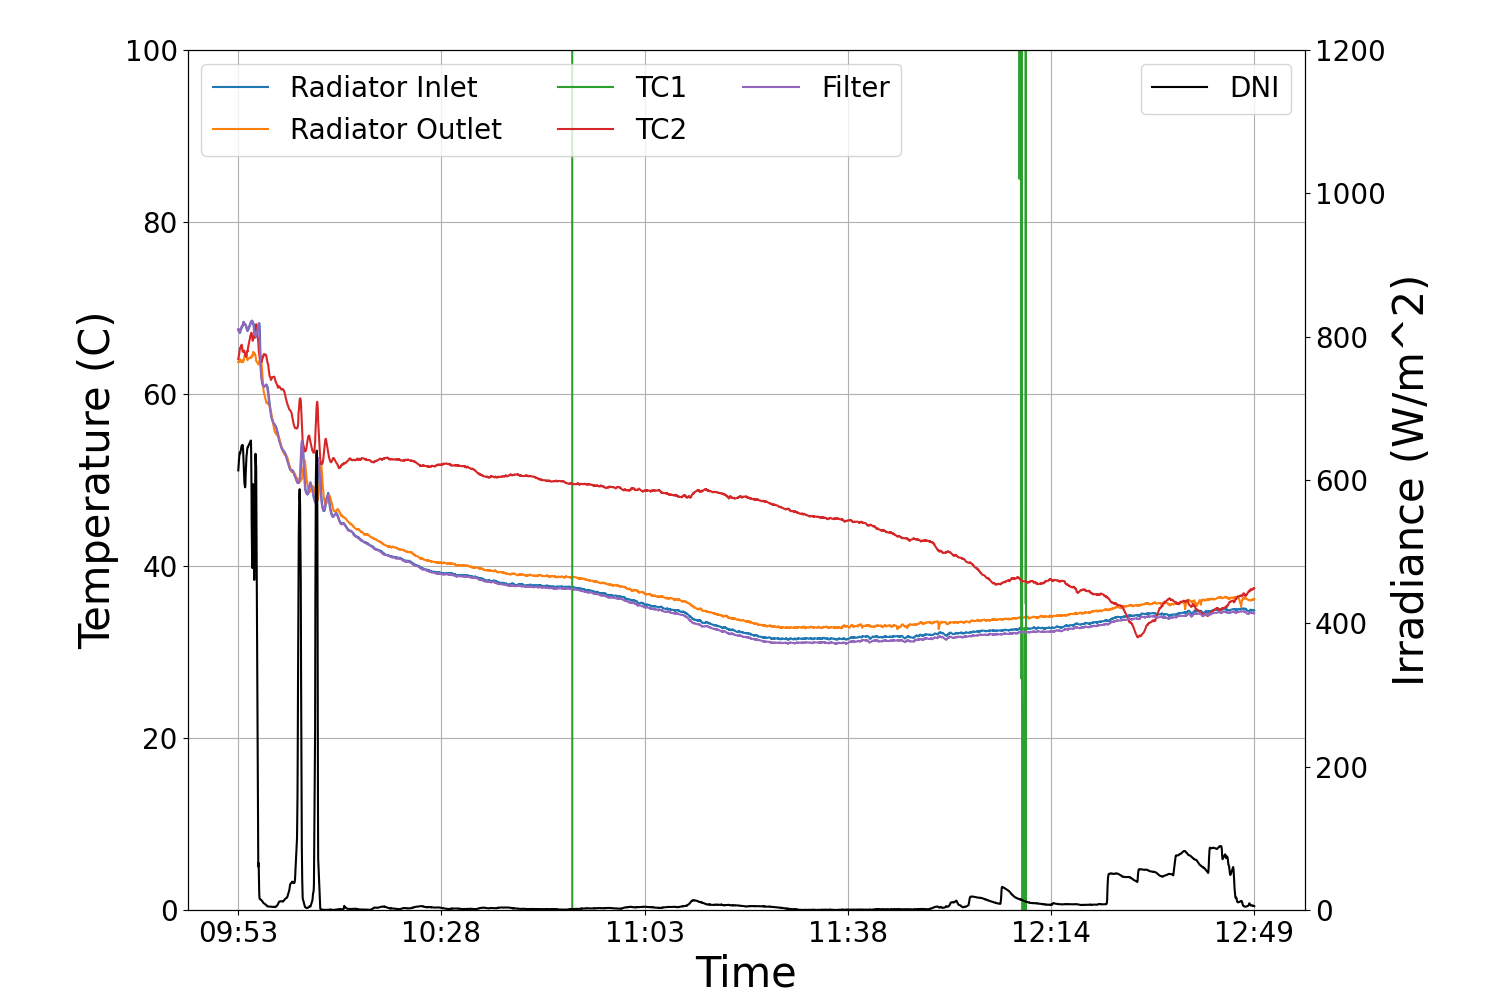 Radiator Inlet
Radiator Outlet
TC1
TC2
Filter
DNI
100
80
60
40
20
0
Temperature (C)
1200
1000
800
600
400
200
0
Irradiance (W/m^2)
09:53 10:28 11:03 11:38 12:14 12:49
Time